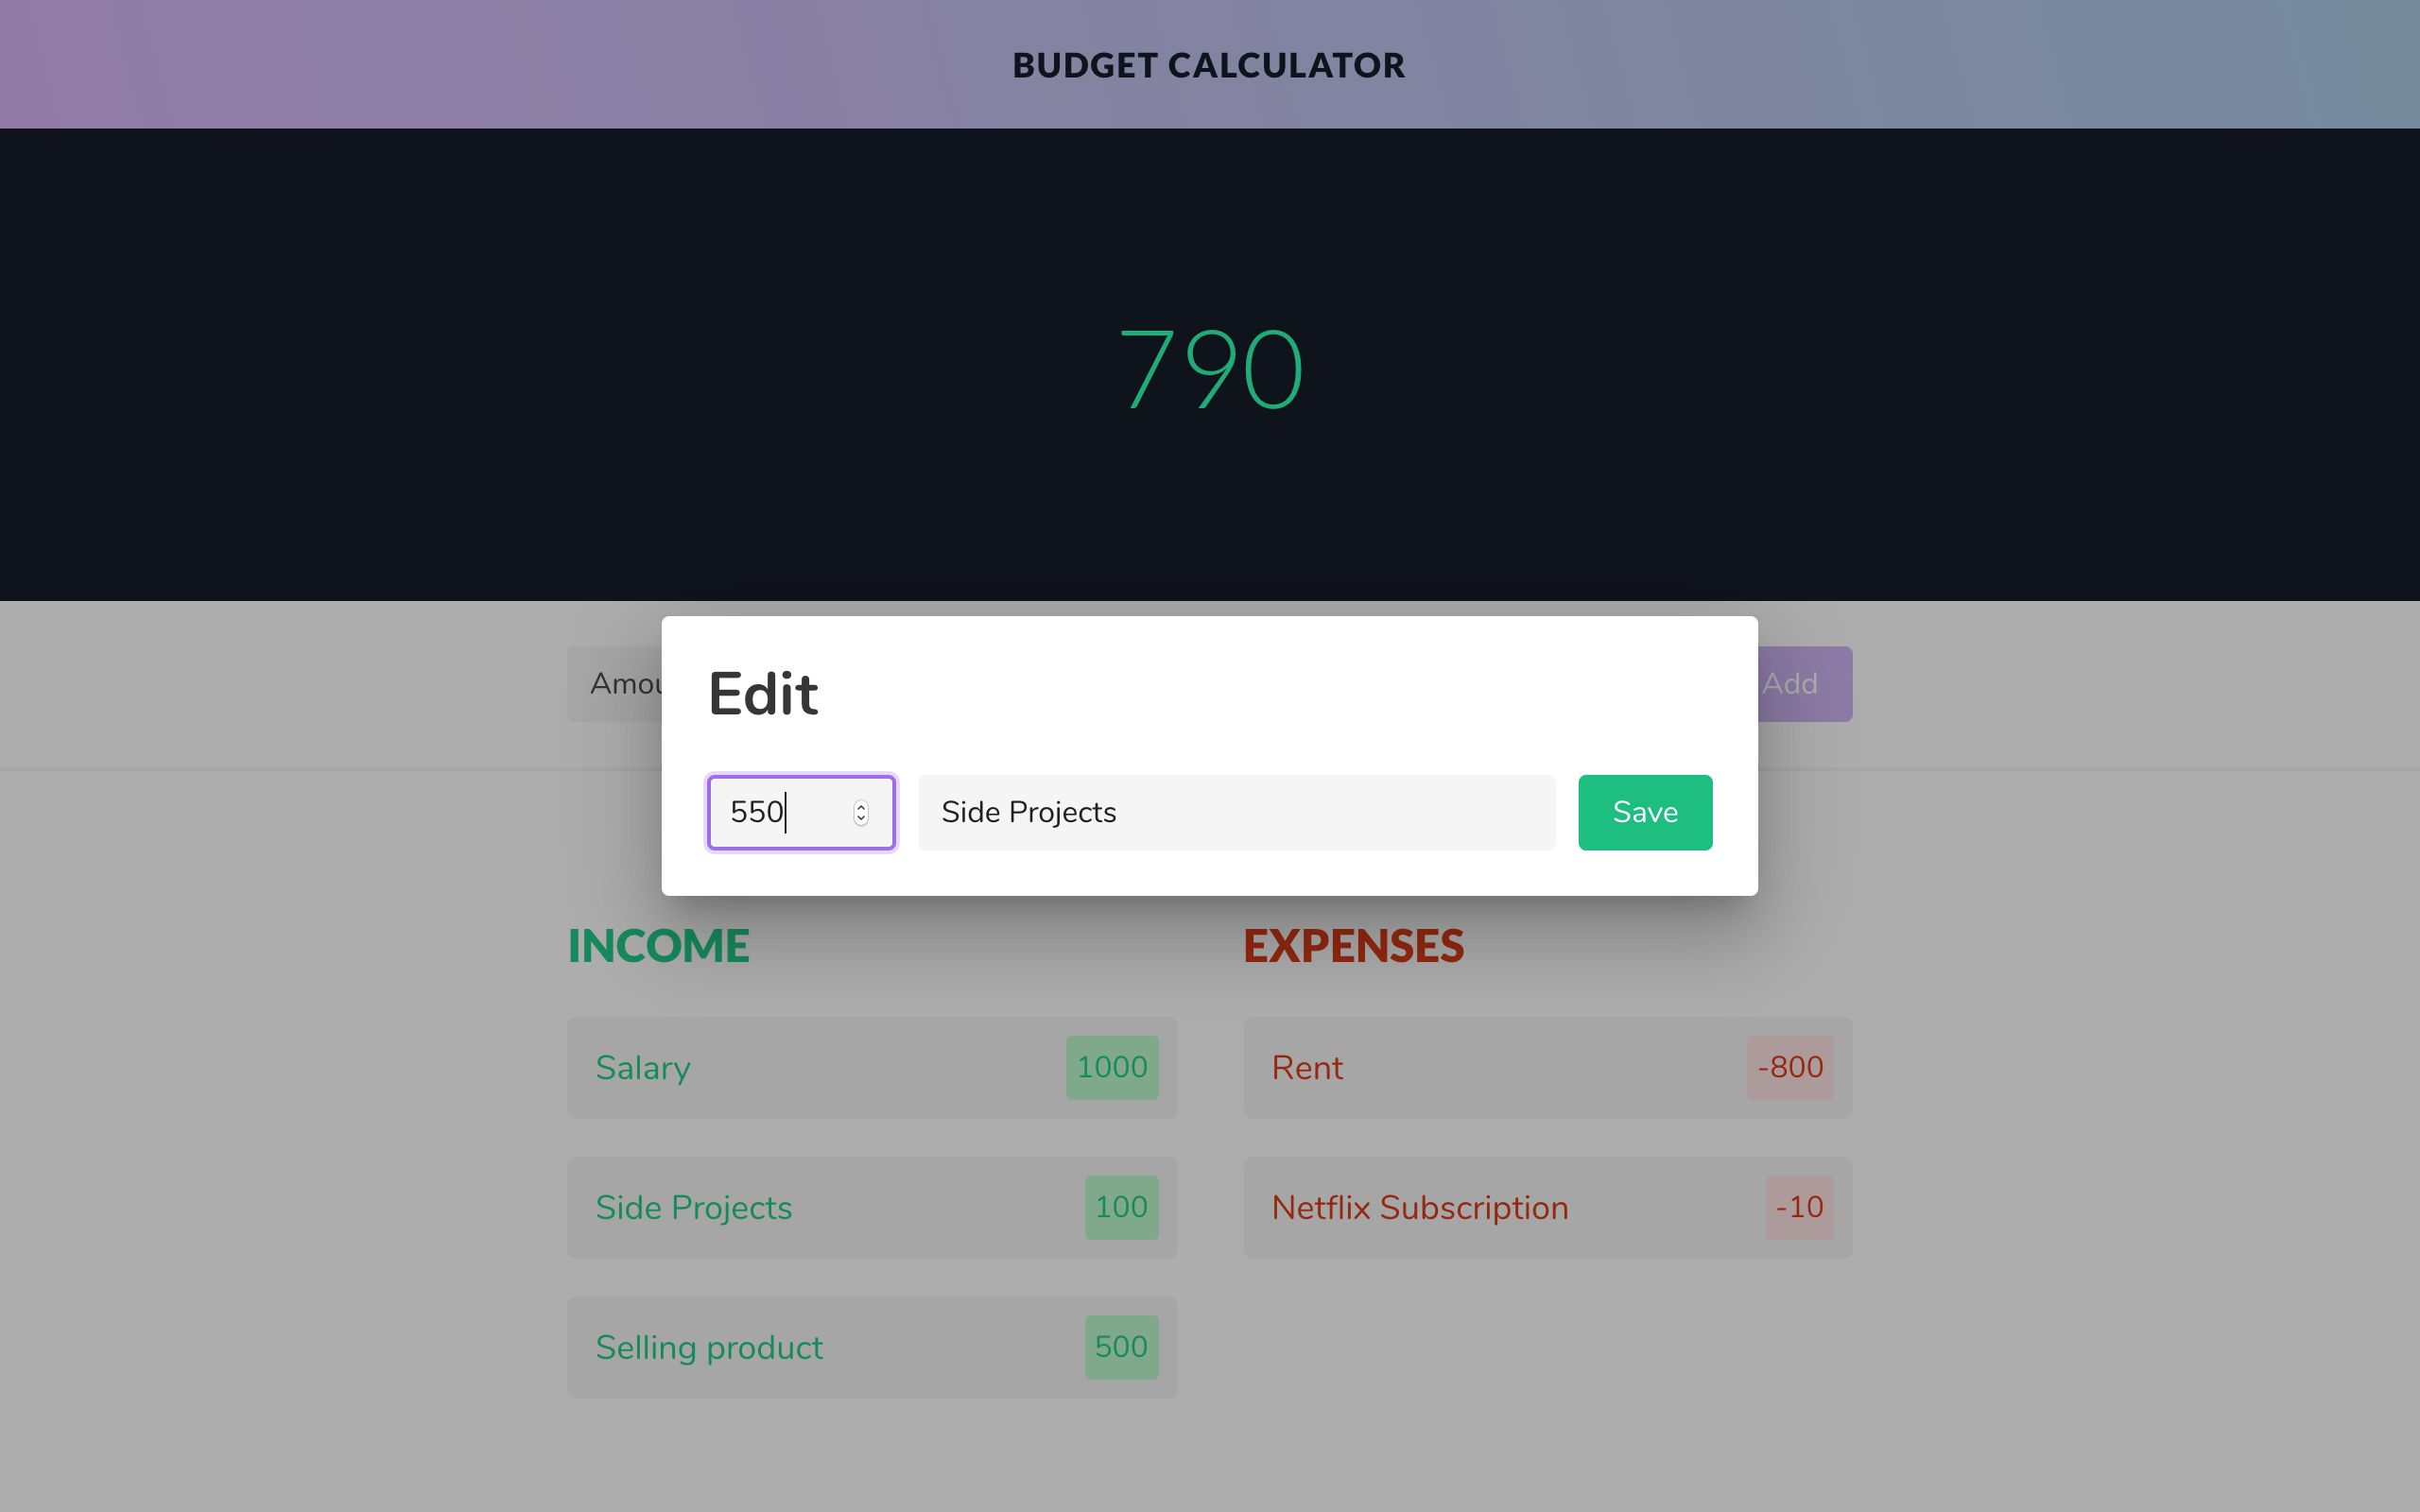 BUDGET CALCULATOR
790
Amou
Add
Edit
550
Side Projects
Save
INCOME
Salary 1000
Side Projects 100
Selling product 500
EXPENSES
Rent -800
Netflix Subscription -10